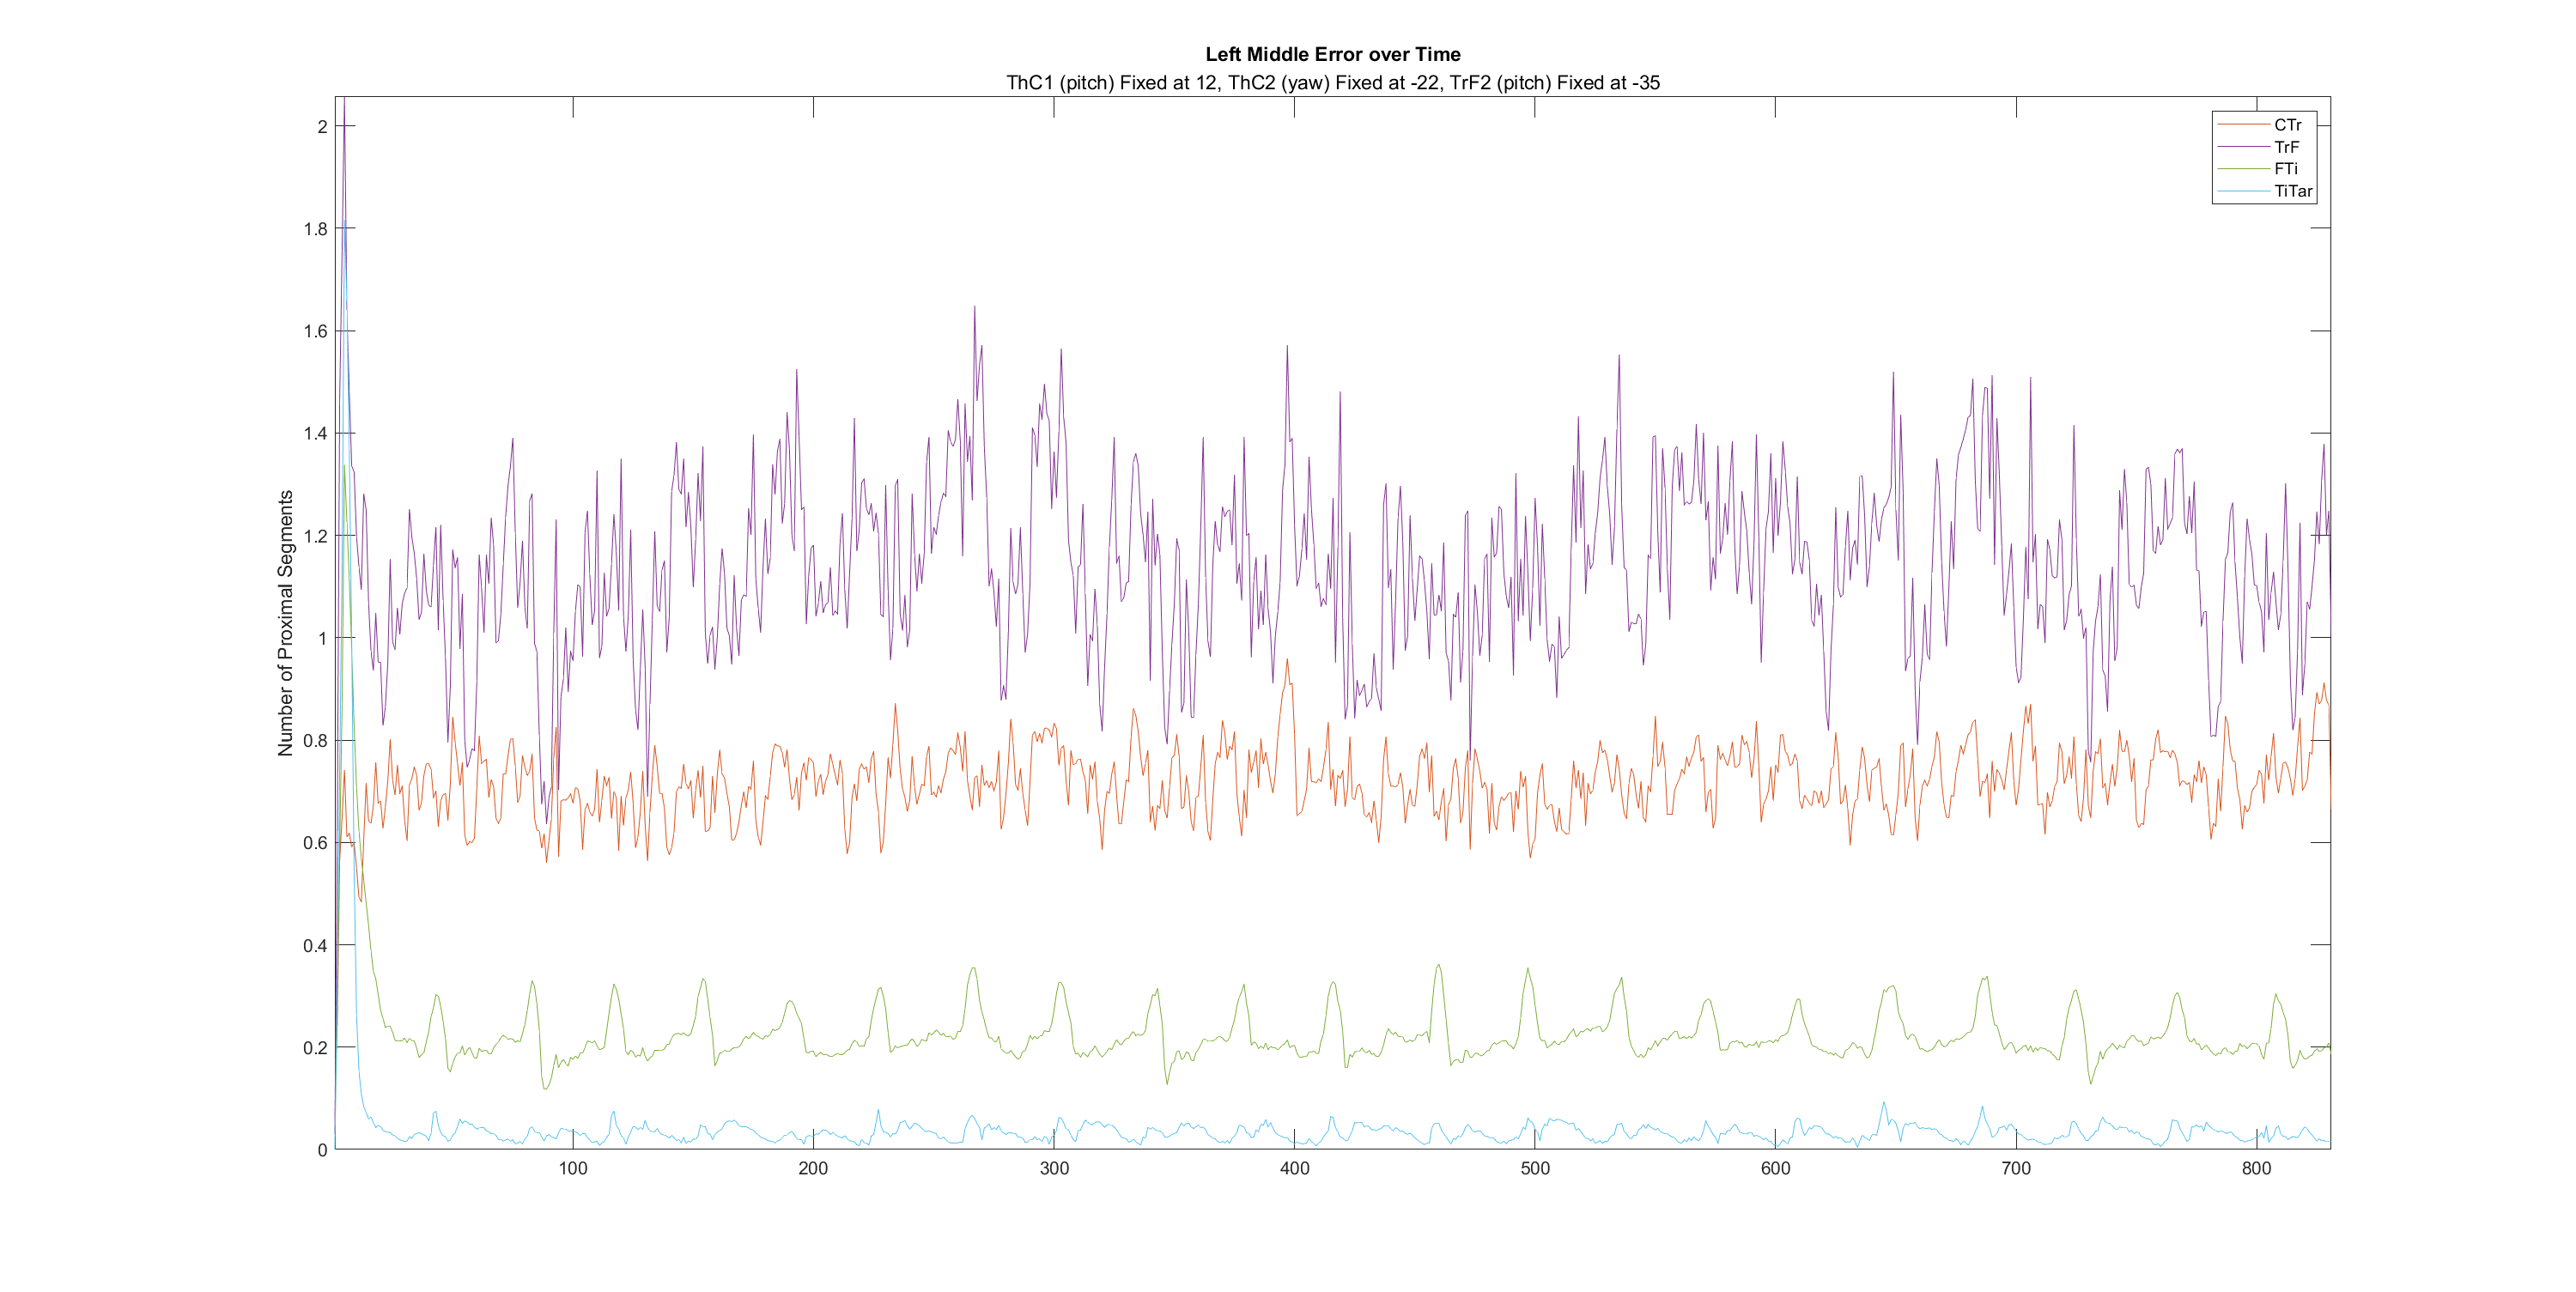 Left Middle Error over Time
ThC1 (pitch) Fixed at 12, ThC2 (yaw) Fixed at -22, TrF2 (pitch) Fixed at -35
CTr
TrF
FTi
TiTar
Number of Proximal Segments
2
1.8
1.6
1.4
1.2
1
0.8
0.6
0.4
0.2
0
100 200 300 400 500 600 700 800